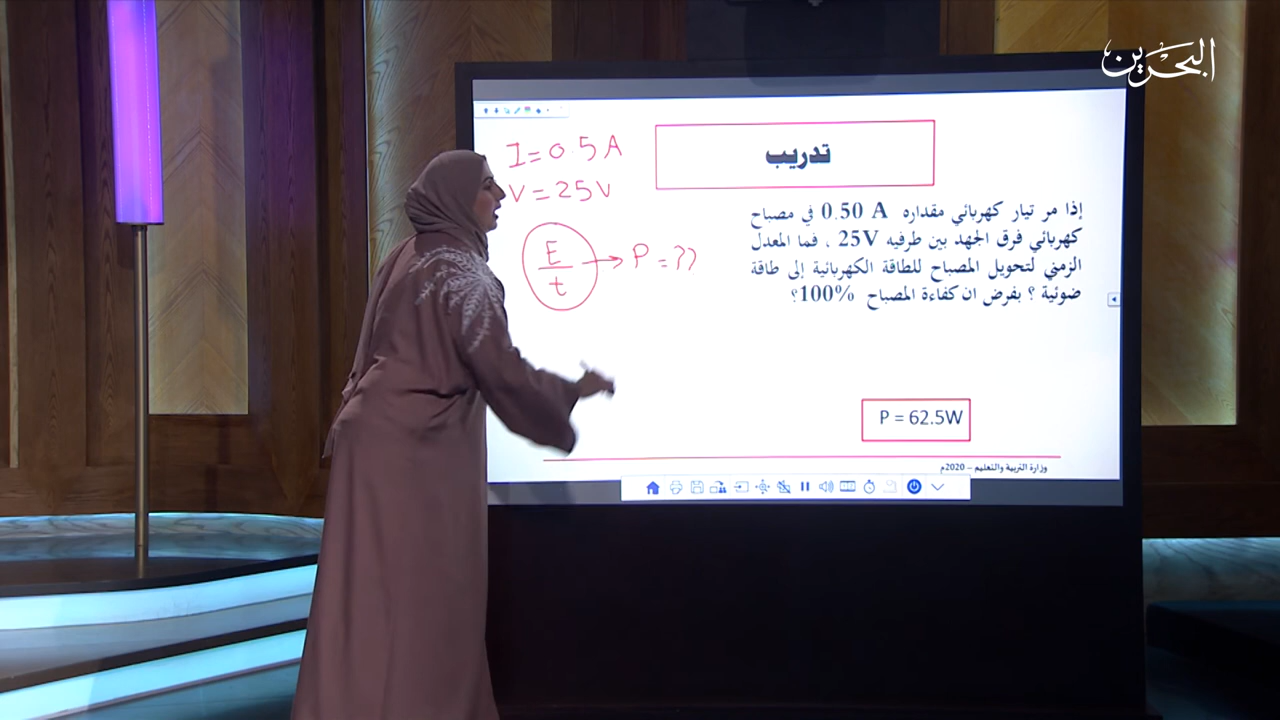 البحرين
تدريب
I = 0.5 A
V = 25 V
E/t → P = ??
إذا مر تيار كهربائي مقداره 0.50 A في مصباح
كهربائي فرق الجهد بين طرفيه 25V ، فما المعدل
الزمني لتحويل المصباح للطاقة الكهربائية إلى طاقة
ضوئية ؟ بفرض ان كفاءة المصباح 100%؟
P = 62.5W
وزارة التربية والتعليم – 2020م